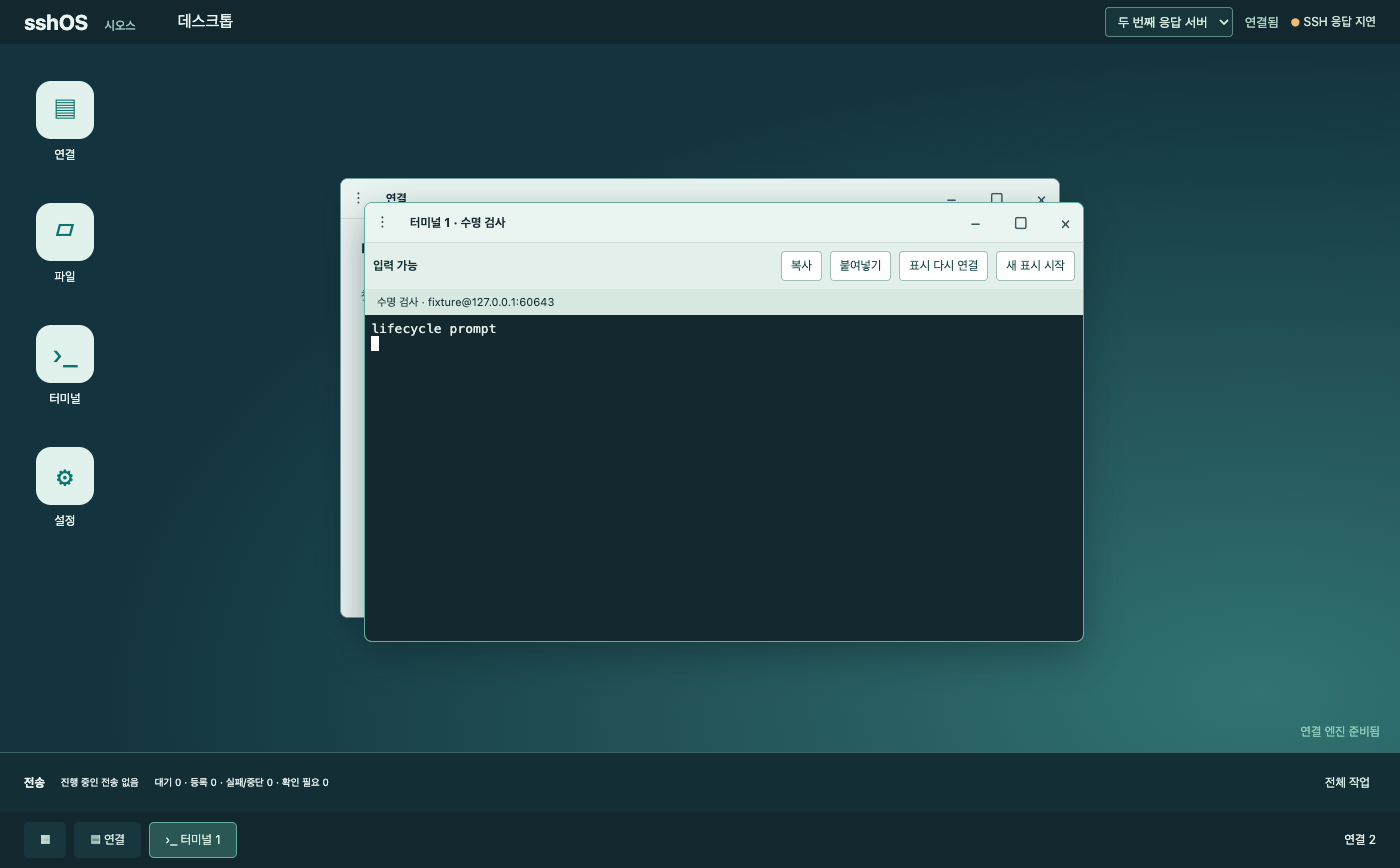 sshOS 시오스 데스크톱 두 번째 응답 서버 연결됨 SSH 응답 지연
연결
파일
터미널
설정
연결
터미널 1 · 수명 검사
입력 가능 복사 붙여넣기 표시 다시 연결 새 표시 시작
수명 검사 · fixture@127.0.0.1:60643
lifecycle prompt
연결 엔진 준비됨
전송 진행 중인 전송 없음 대기 0 · 등록 0 · 실패/중단 0 · 확인 필요 0 전체 작업
연결 ›_ 터미널 1 연결 2